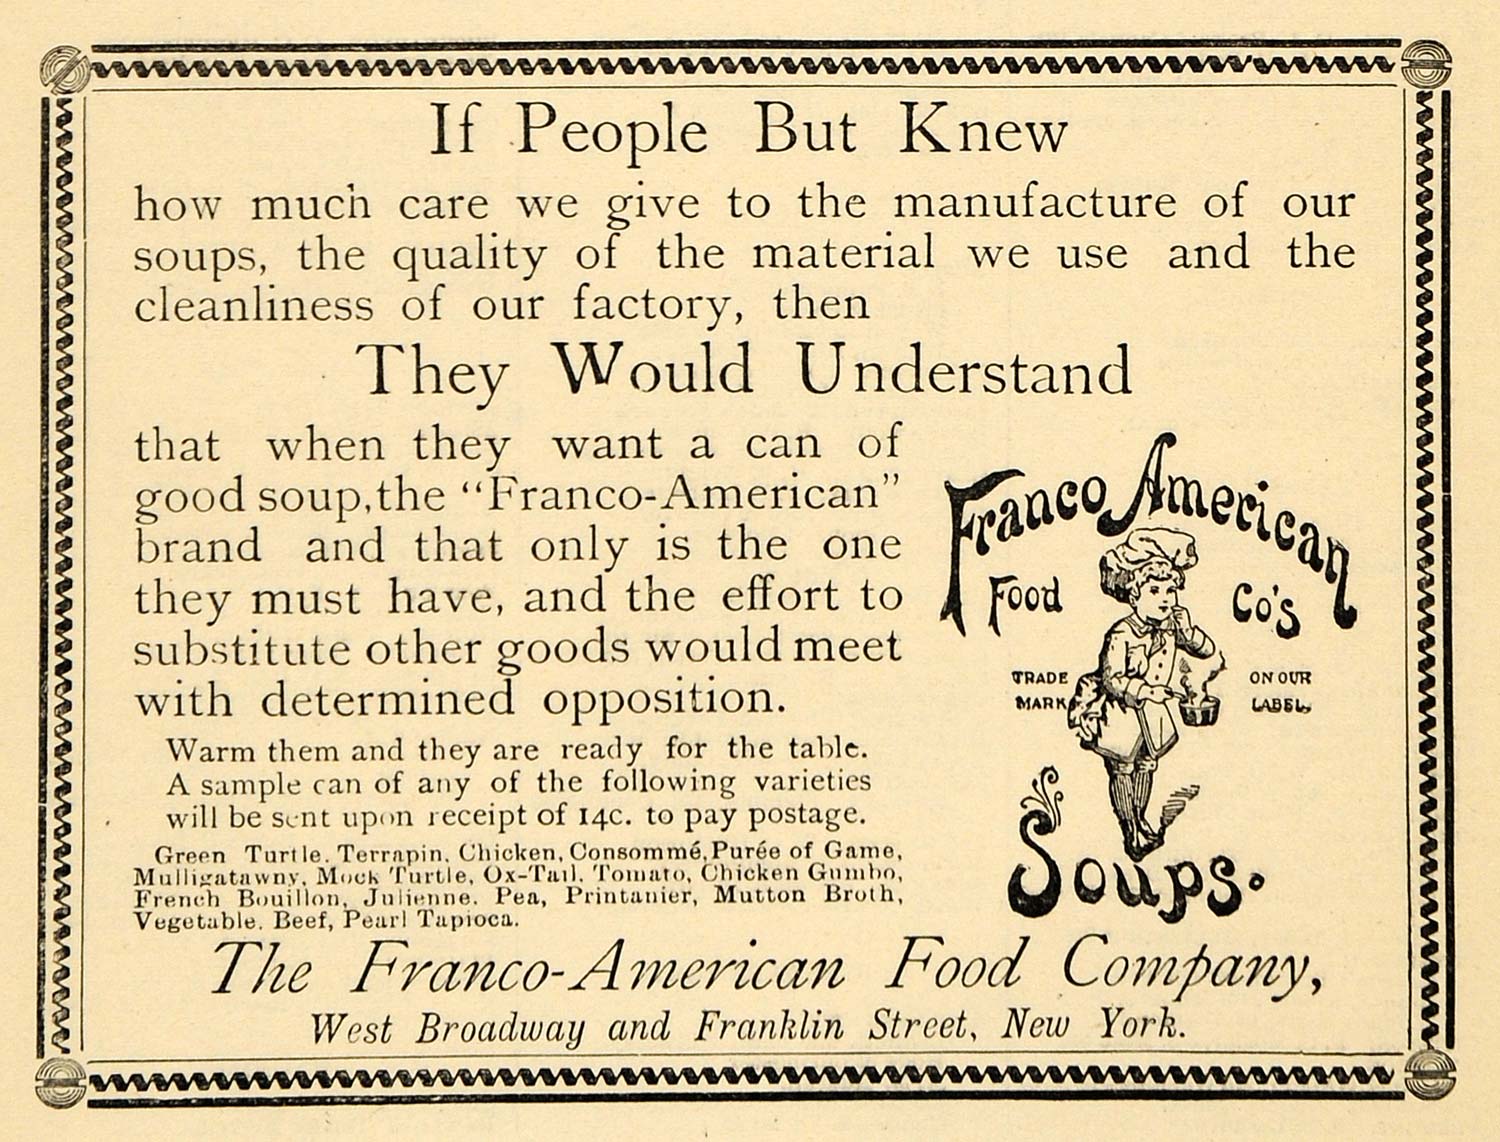 If People But Knew
how much care we give to the manufacture of our
soups, the quality of the material we use and the
cleanliness of our factory, then
They Would Understand
that when they want a can of
good soup, the “Franco-American”
brand and that only is the one
they must have, and the effort to
substitute other goods would meet
with determined opposition.
Warm them and they are ready for the table.
A sample can of any of the following varieties
will be sent upon receipt of 14c. to pay postage.
Green Turtle. Terrapin. Chicken, Consommé, Purée of Game,
Mulligatawny, Mock Turtle, Ox-Tail. Tomato, Chicken Gumbo,
French Bouillon, Julienne. Pea, Printanier, Mutton Broth,
Vegetable. Beef, Pearl Tapioca.
Franco American
Food Co's
TRADE MARK
ON OUR LABEL.
Soups.
The Franco-American Food Company,
West Broadway and Franklin Street, New York.